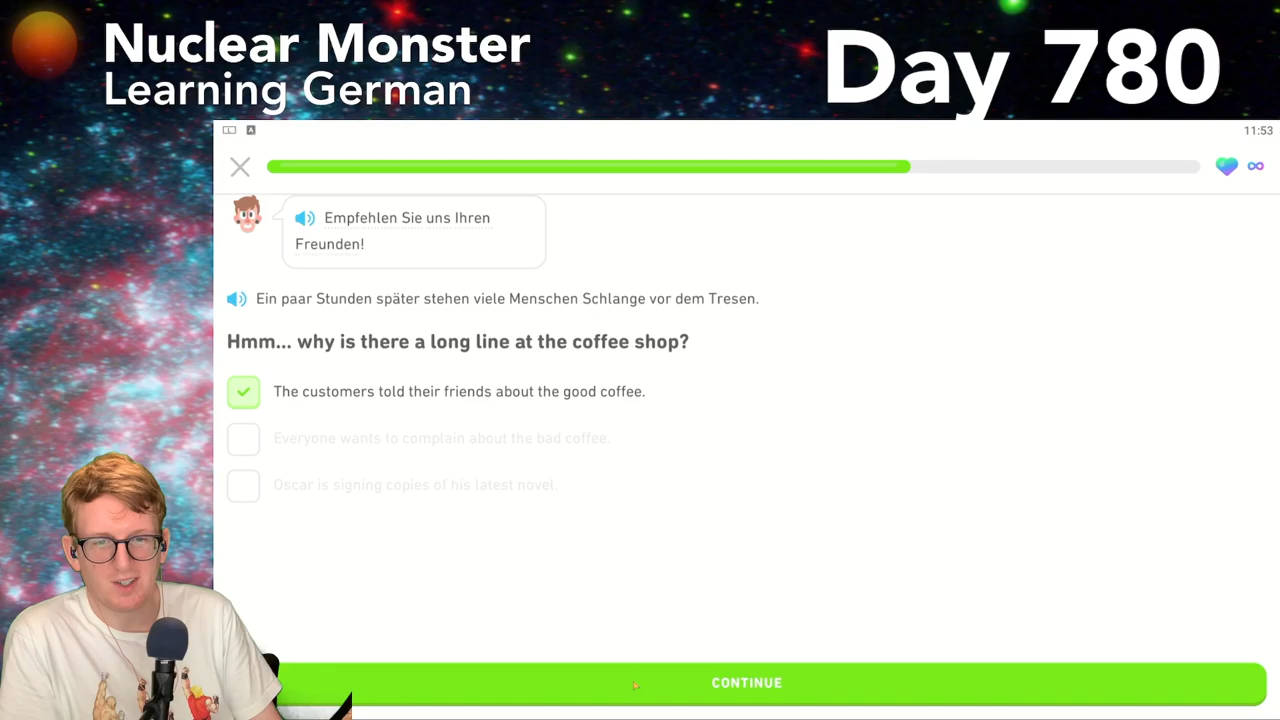 Nuclear Monster
Learning German
Day 780
11:53
Empfehlen Sie uns Ihren
Freunden!
Ein paar Stunden später stehen viele Menschen Schlange vor dem Tresen.
Hmm... why is there a long line at the coffee shop?
The customers told their friends about the good coffee.
Everyone wants to complain about the bad coffee.
Oscar is signing copies of his latest novel.
CONTINUE